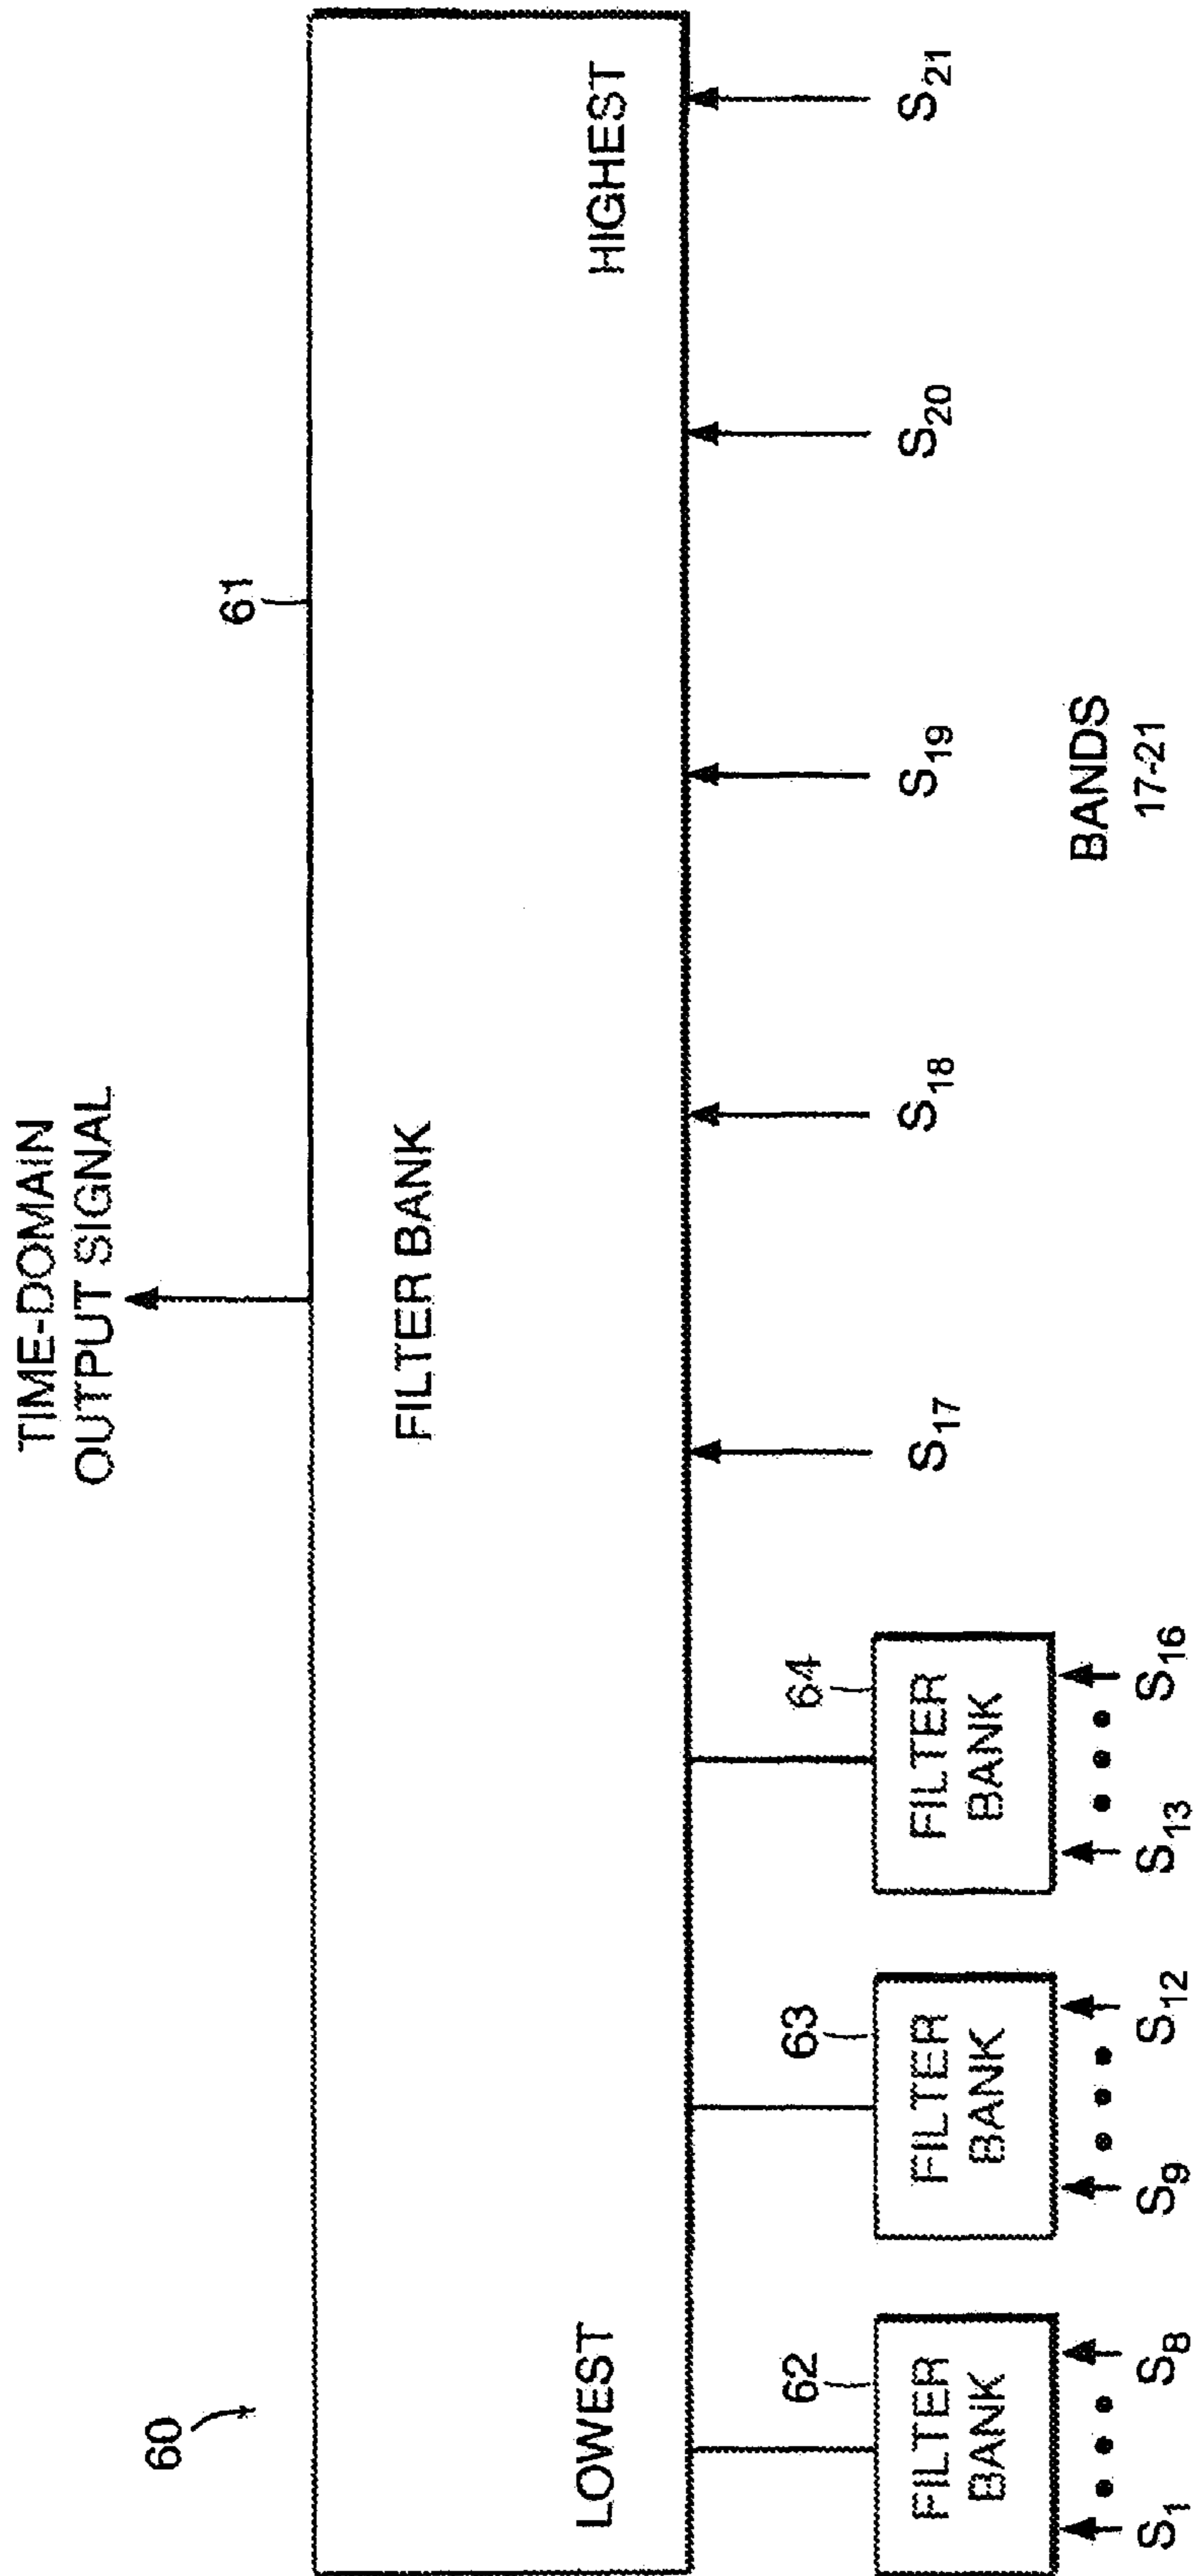 60
TIME-DOMAIN
OUTPUT SIGNAL
61
FILTER BANK
LOWEST
HIGHEST
62
FILTER
BANK
63
FILTER
BANK
64
FILTER
BANK
S17
S18
S19
S20
S21
S1
S8
S9
S12
S13
S16
BANDS
17-21